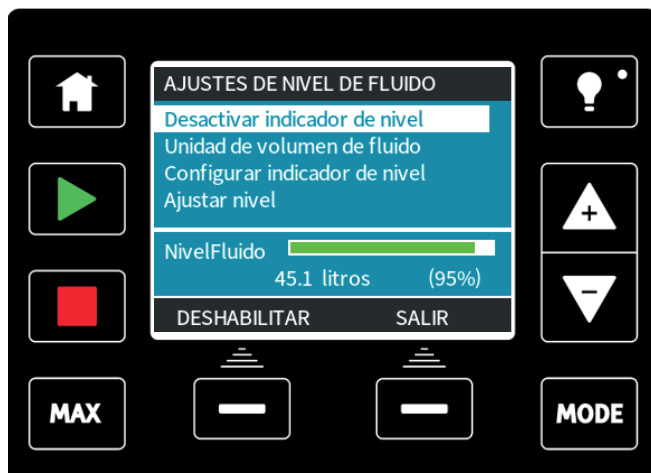 AJUSTES DE NIVEL DE FLUIDO
Desactivar indicador de nivel
Unidad de volumen de fluido
Configurar indicador de nivel
Ajustar nivel
NivelFluido
45.1 litros (95%)
DESHABILITAR SALIR
+
−
MAX
MODE